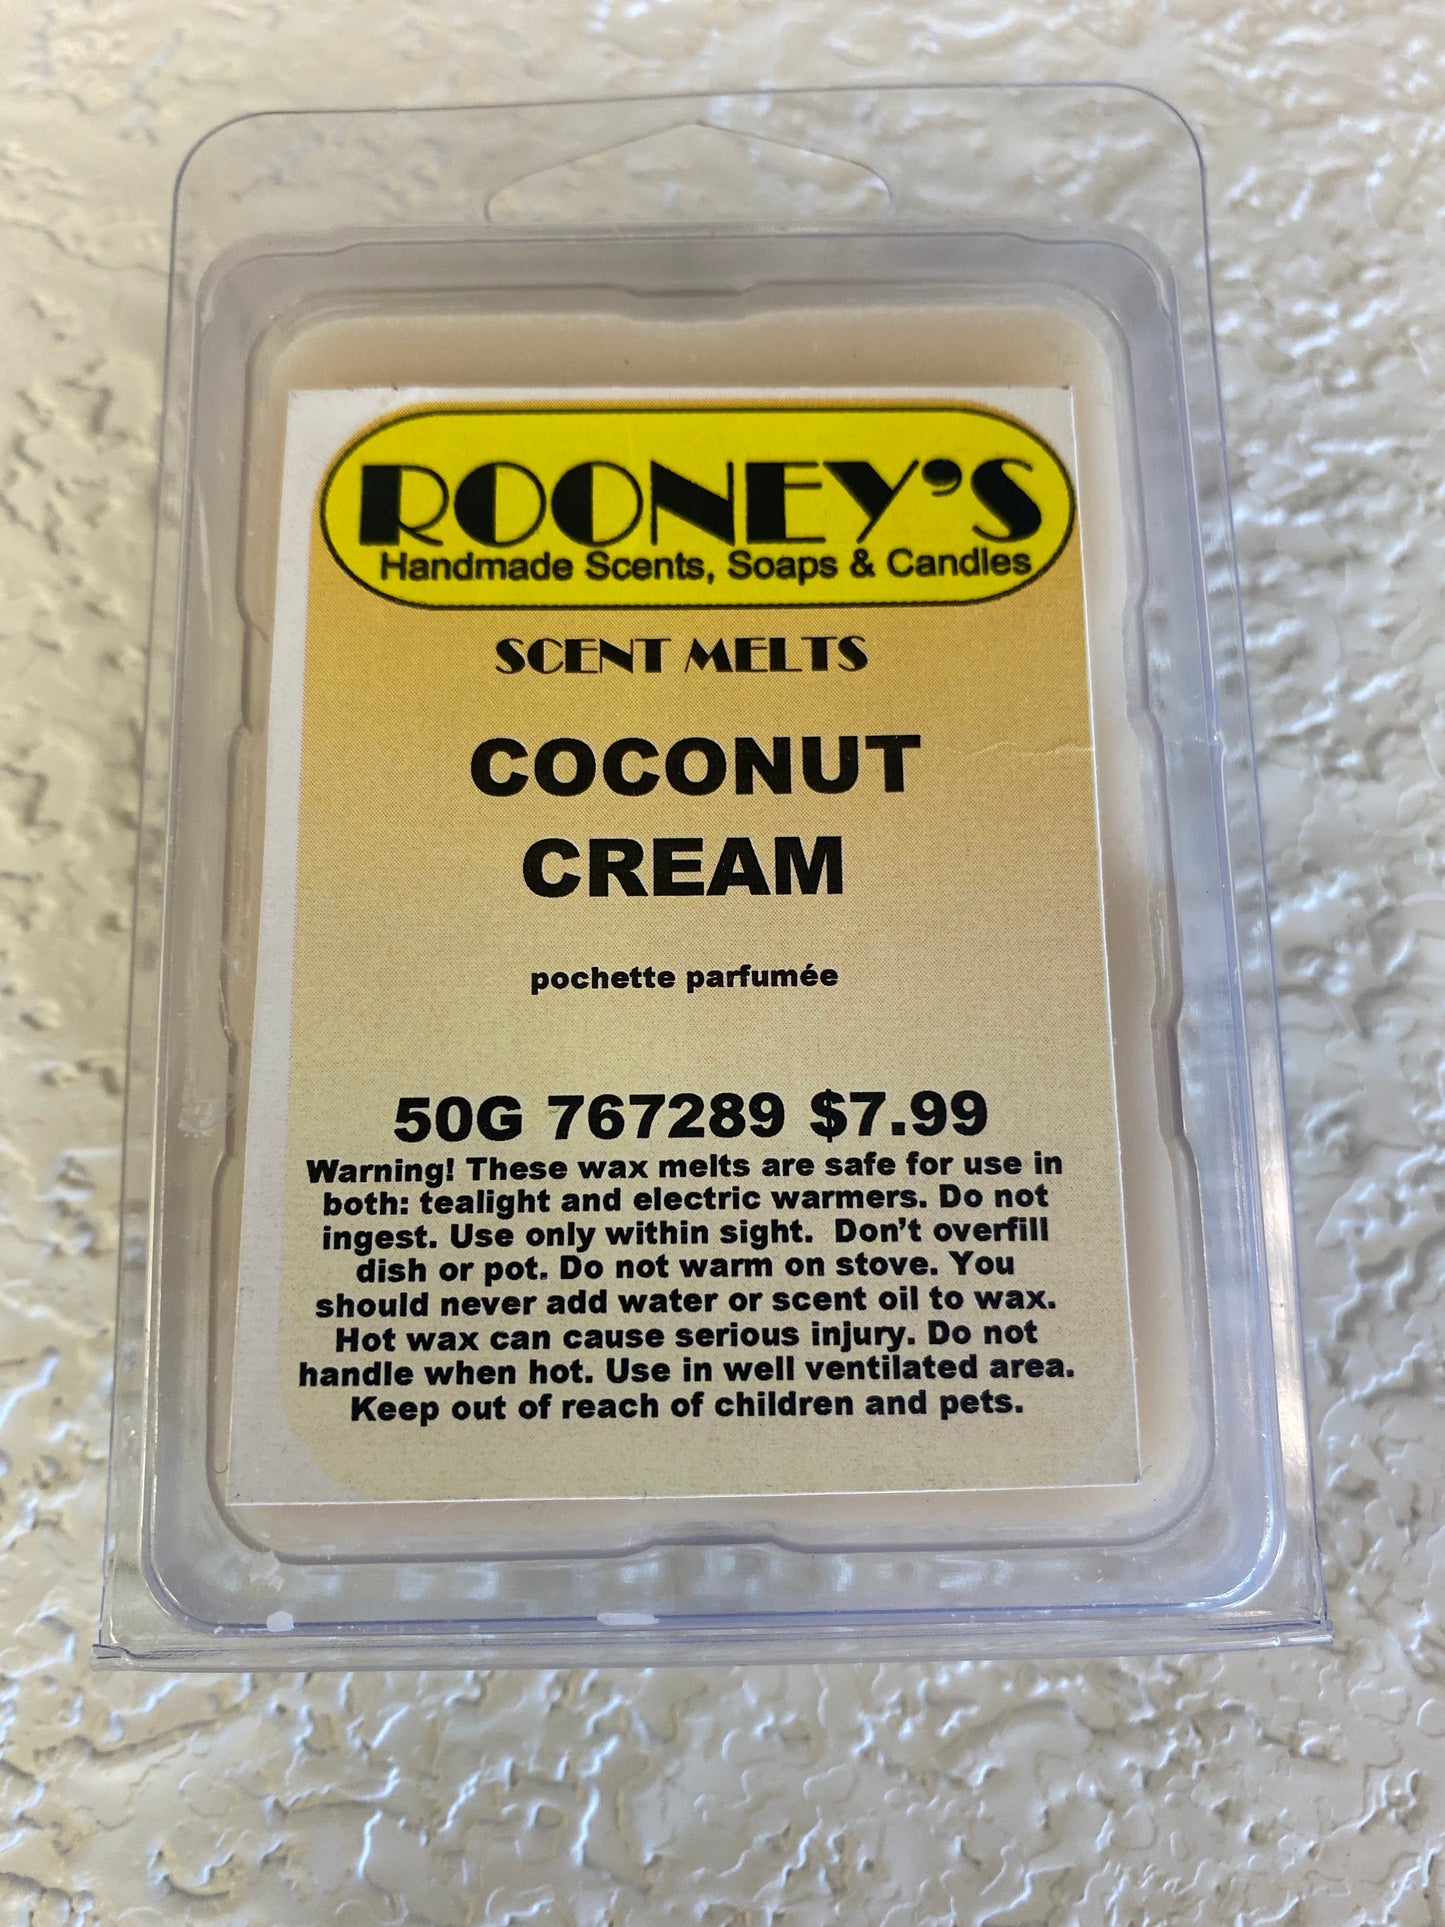 ROONEY'S
Handmade Scents, Soaps & Candles
SCENT MELTS
COCONUT
CREAM
pochette parfumée
50G 767289 $7.99
Warning! These wax melts are safe for use in
both: tealight and electric warmers. Do not
ingest. Use only within sight.  Don't overfill
dish or pot. Do not warm on stove. You
should never add water or scent oil to wax.
Hot wax can cause serious injury. Do not
handle when hot. Use in well ventilated area.
Keep out of reach of children and pets.